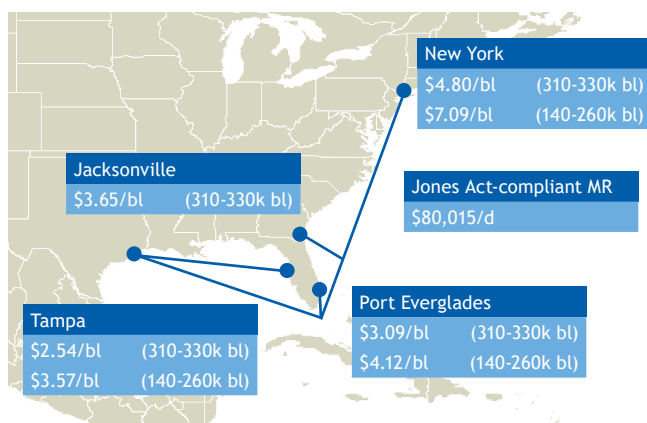 New York
$4.80/bl (310-330k bl)
$7.09/bl (140-260k bl)
Jacksonville
$3.65/bl (310-330k bl)
Jones Act-compliant MR
$80,015/d
Port Everglades
$3.09/bl (310-330k bl)
$4.12/bl (140-260k bl)
Tampa
$2.54/bl (310-330k bl)
$3.57/bl (140-260k bl)